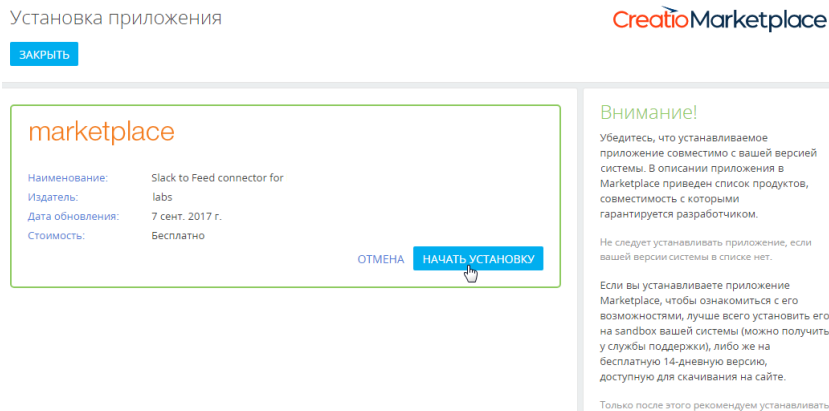 Установка приложения
CreatioMarketplace
ЗАКРЫТЬ
marketplace
Наименование: Slack to Feed connector for
Издатель: labs
Дата обновления: 7 сент. 2017 г.
Стоимость: Бесплатно
ОТМЕНА НАЧАТЬ УСТАНОВКУ
Внимание!
Убедитесь, что устанавливаемое
приложение совместимо с вашей версией
системы. В описании приложения в
Marketplace приведен список продуктов,
совместимость с которыми
гарантируется разработчиком.
Не следует устанавливать приложение, если
вашей версии системы в списке нет.
Если вы устанавливаете приложение
Marketplace, чтобы ознакомиться с его
возможностями, лучше всего установить его
на sandbox вашей системы (можно получить
у службы поддержки), либо же на
бесплатную 14-дневную версию,
доступную для скачивания на сайте.
Только после этого рекомендуем устанавливать